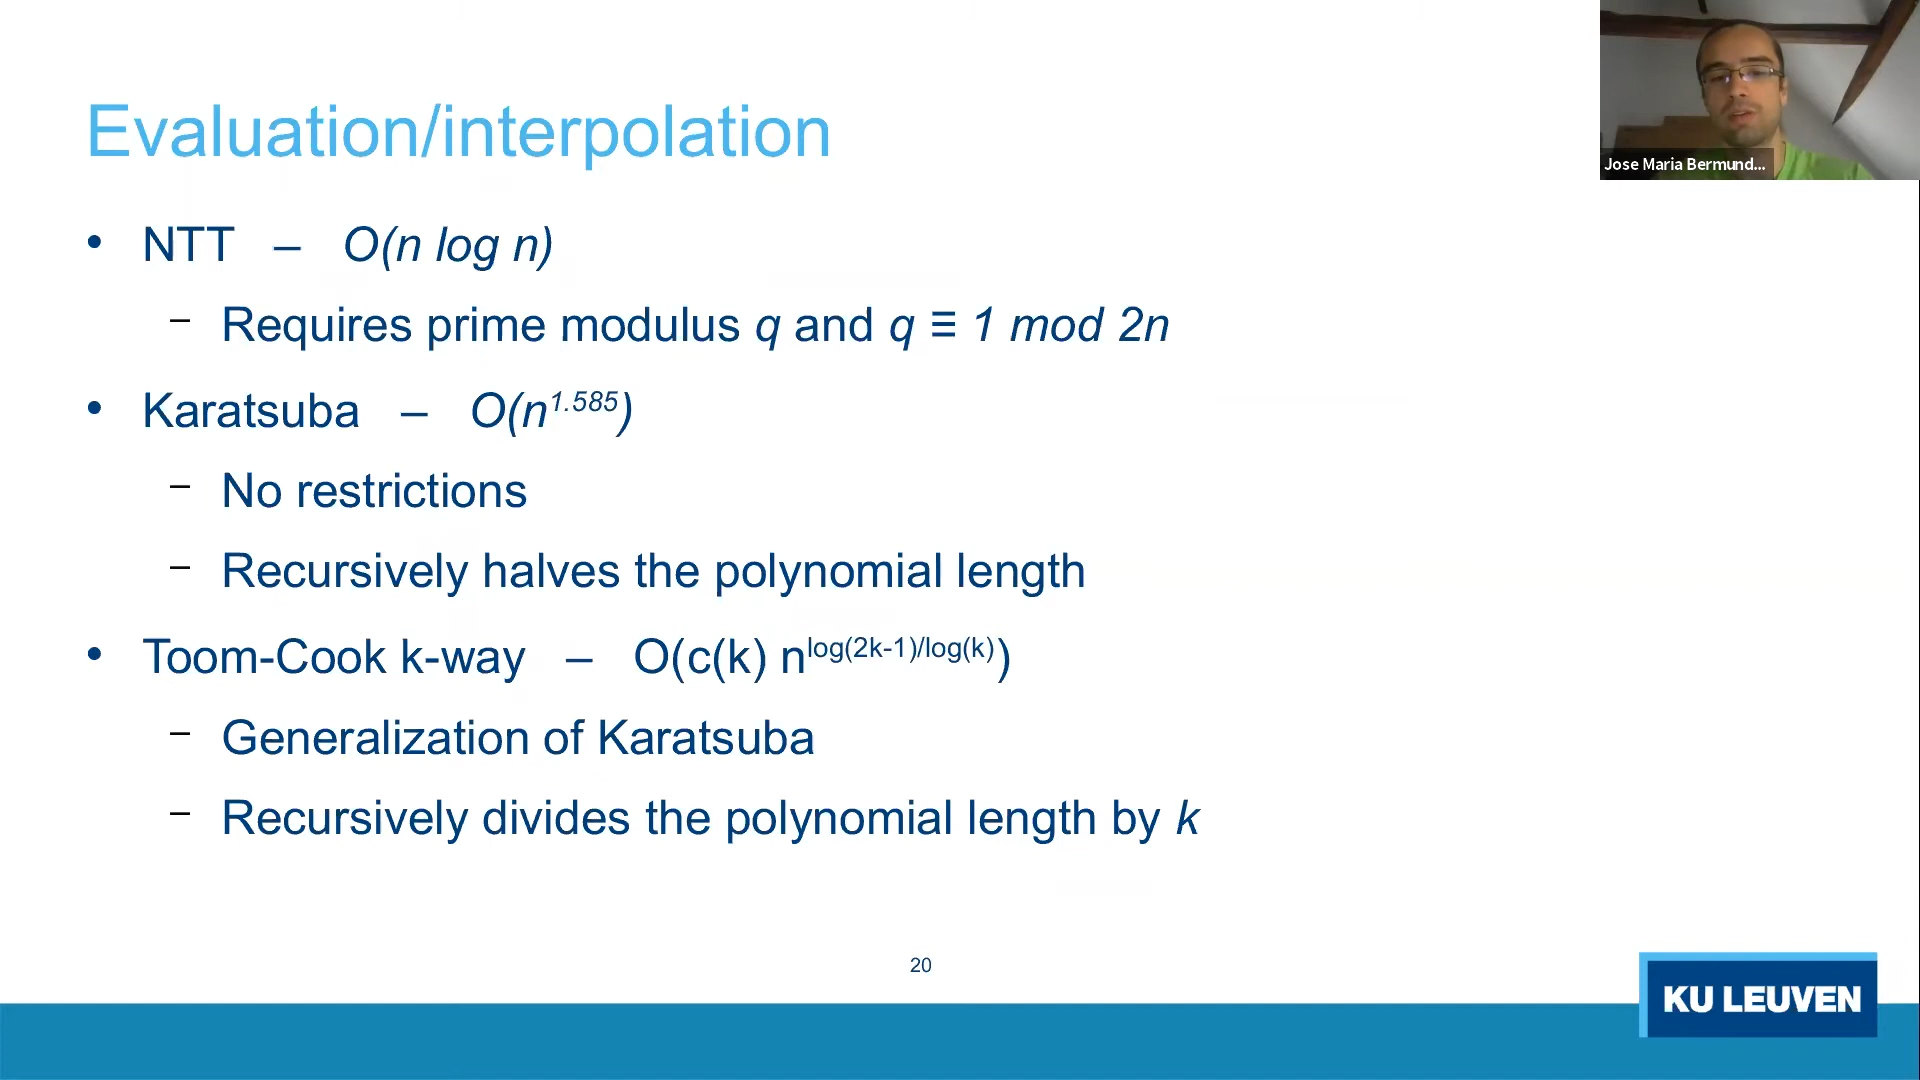 Evaluation/interpolation
Jose Maria Bermund...
• NTT – O(n log n)
– Requires prime modulus q and q ≡ 1 mod 2n
• Karatsuba – O(n^1.585)
– No restrictions
– Recursively halves the polynomial length
• Toom-Cook k-way – O(c(k) n^log(2k-1)/log(k))
– Generalization of Karatsuba
– Recursively divides the polynomial length by k
20
KU LEUVEN